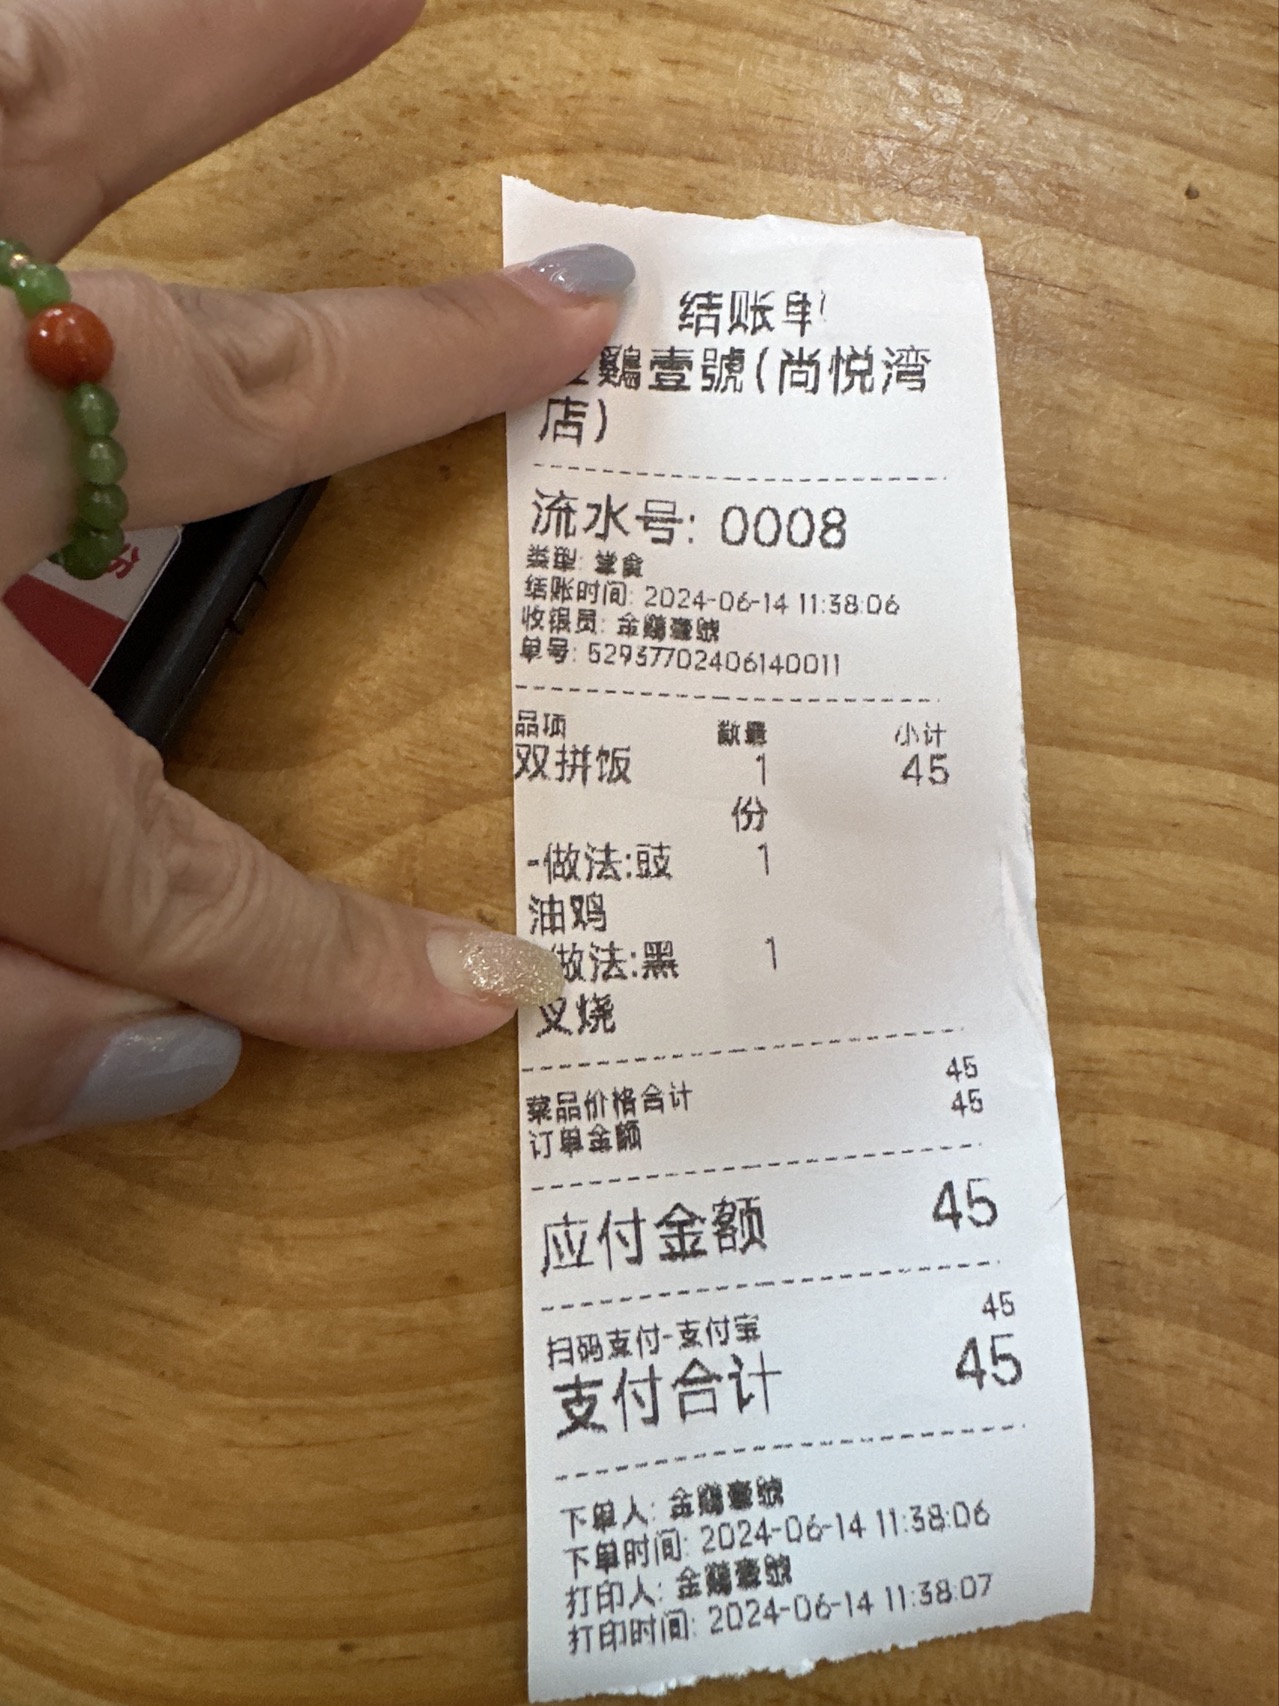 结账单
鷄壹號(尚悦湾
店)
流水号: 0008
类型: 堂食
结账时间: 2024-06-14 11:38:06
收银员: 金鷄壹號
单号: 52937702406140011
品项 数量 小计
双拼饭 1 45
份
-做法:豉 1
油鸡
做法:黑 1
叉烧
菜品价格合计 45
订单金额 45
应付金额 45
扫码支付-支付宝 45
支付合计 45
下单人: 金鷄壹號
下单时间: 2024-06-14 11:38:06
打印人: 金鷄壹號
打印时间: 2024-06-14 11:38:07